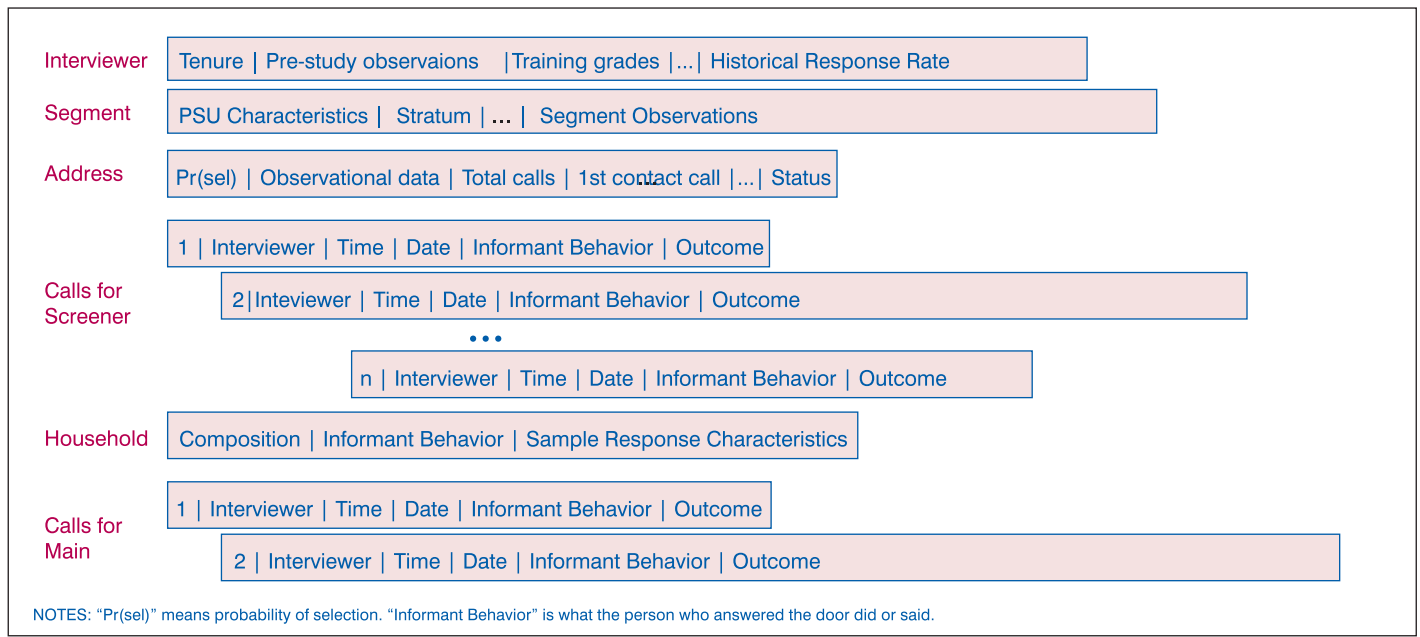 Interviewer Tenure | Pre-study observaions |Training grades |...| Historical Response Rate
Segment PSU Characteristics | Stratum | ... | Segment Observations
Address Pr(sel) | Observational data | Total calls | 1st contact call |...| Status
...
1 | Interviewer | Time | Date | Informant Behavior | Outcome
Calls for
Screener
2|Inteviewer | Time | Date | Informant Behavior | Outcome
...
n | Interviewer | Time | Date | Informant Behavior | Outcome
Household Composition | Informant Behavior | Sample Response Characteristics
1 | Interviewer | Time | Date | Informant Behavior | Outcome
Calls for
Main
2 | Interviewer | Time | Date | Informant Behavior | Outcome
NOTES: “Pr(sel)” means probability of selection. “Informant Behavior” is what the person who answered the door did or said.